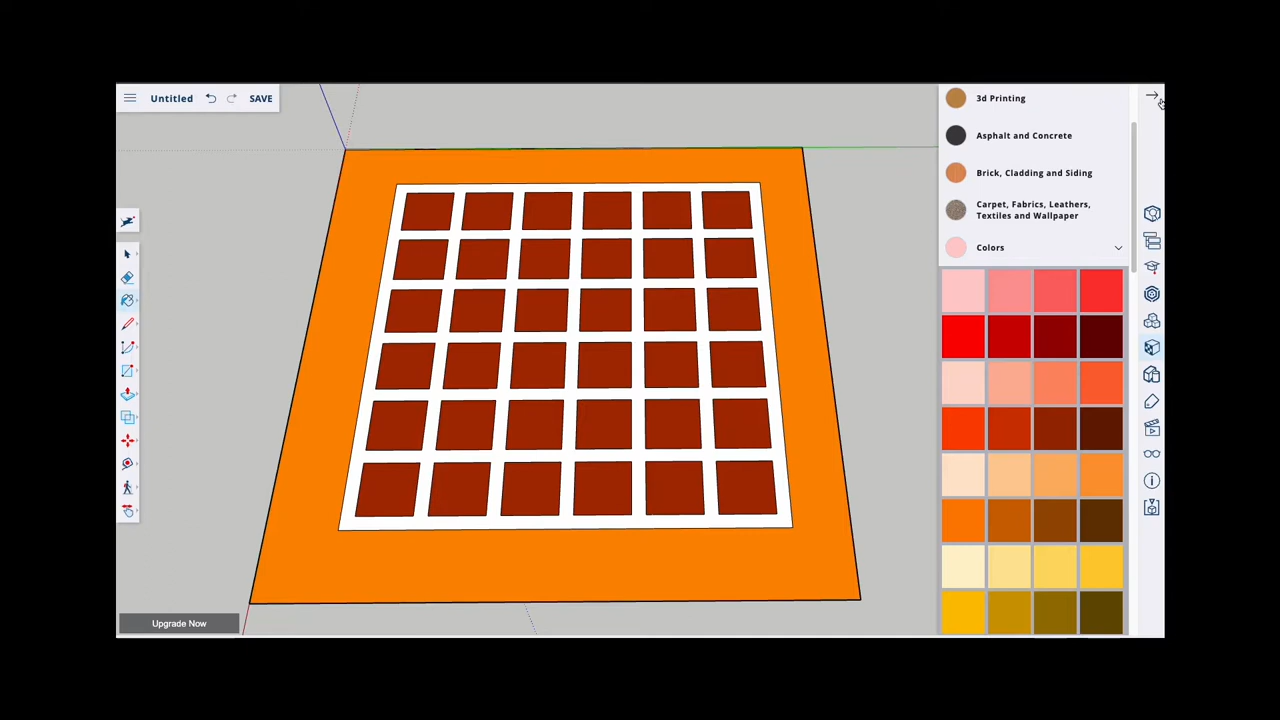 Untitled
SAVE
3d Printing
Asphalt and Concrete
Brick, Cladding and Siding
Carpet, Fabrics, Leathers,
Textiles and Wallpaper
Colors
Upgrade Now